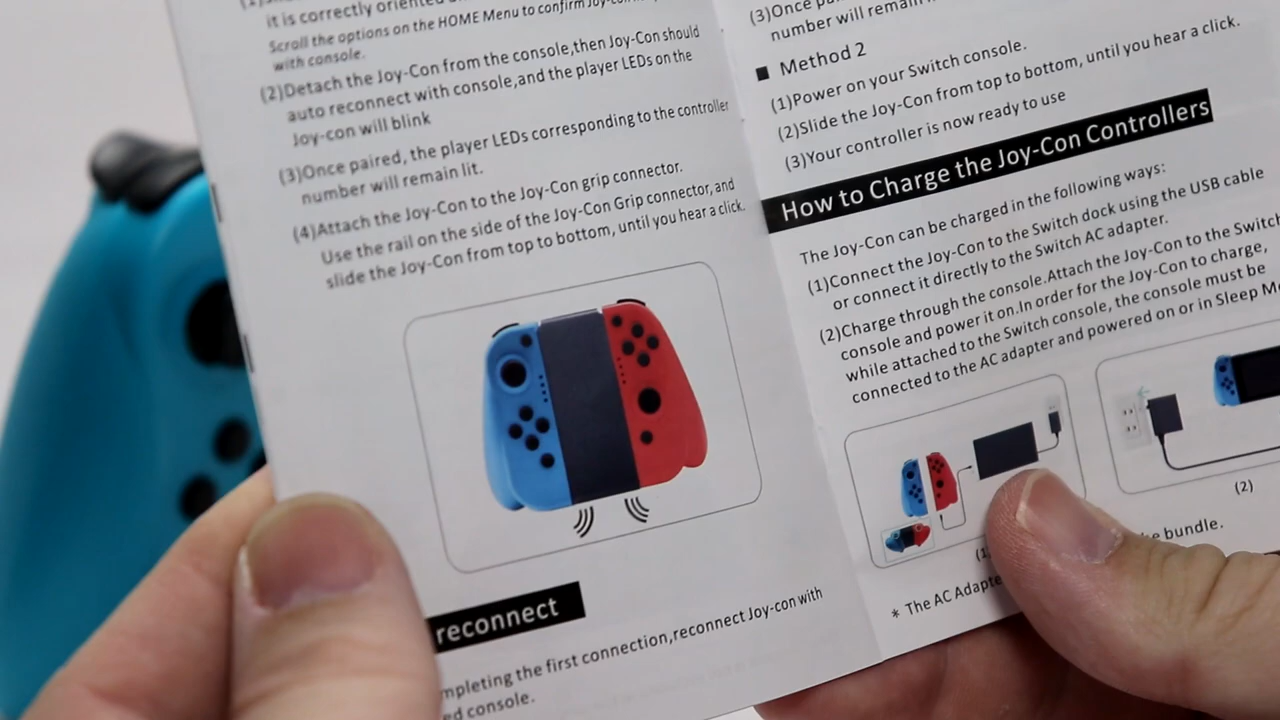 it is correctly oriented
Scroll the options on the HOME Menu to confirm Joy-con
with console.
(2)Detach the Joy-Con from the console,then Joy-Con should
auto reconnect with console,and the player LEDs on the
Joy-con will blink
(3)Once paired, the player LEDs corresponding to the controller
number will remain lit.
(4)Attach the Joy-Con to the Joy-Con grip connector.
Use the rail on the side of the Joy-Con Grip connector,and
slide the Joy-Con from top to bottom, until you hear a click.
reconnect
mpleting the first connection,reconnect Joy-con with
ed console.
(3)Once
number will remain
■ Method 2
(1)Power on your Switch console.
(2)Slide the Joy-Con from top to bottom, until you hear a click.
(3)Your controller is now ready to use
How to Charge the Joy-Con Controllers
The Joy-Con can be charged in the following ways:
(1)Connect the Joy-Con to the Switch dock using the USB cable
or connect it directly to the Switch AC adapter.
(2)Charge through the console.Attach the Joy-Con to the Switch
console and power it on.In order for the Joy-Con to charge,
while attached to the Switch console, the console must be
connected to the AC adapter and powered on or in Sleep
(2)
* The AC Adapte
bundle.